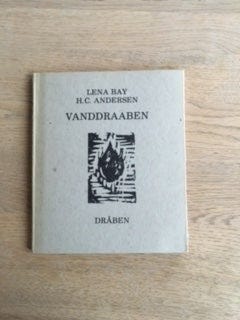 LENA BAY
H.C. ANDERSEN
VANDDRAABEN
DRÅBEN